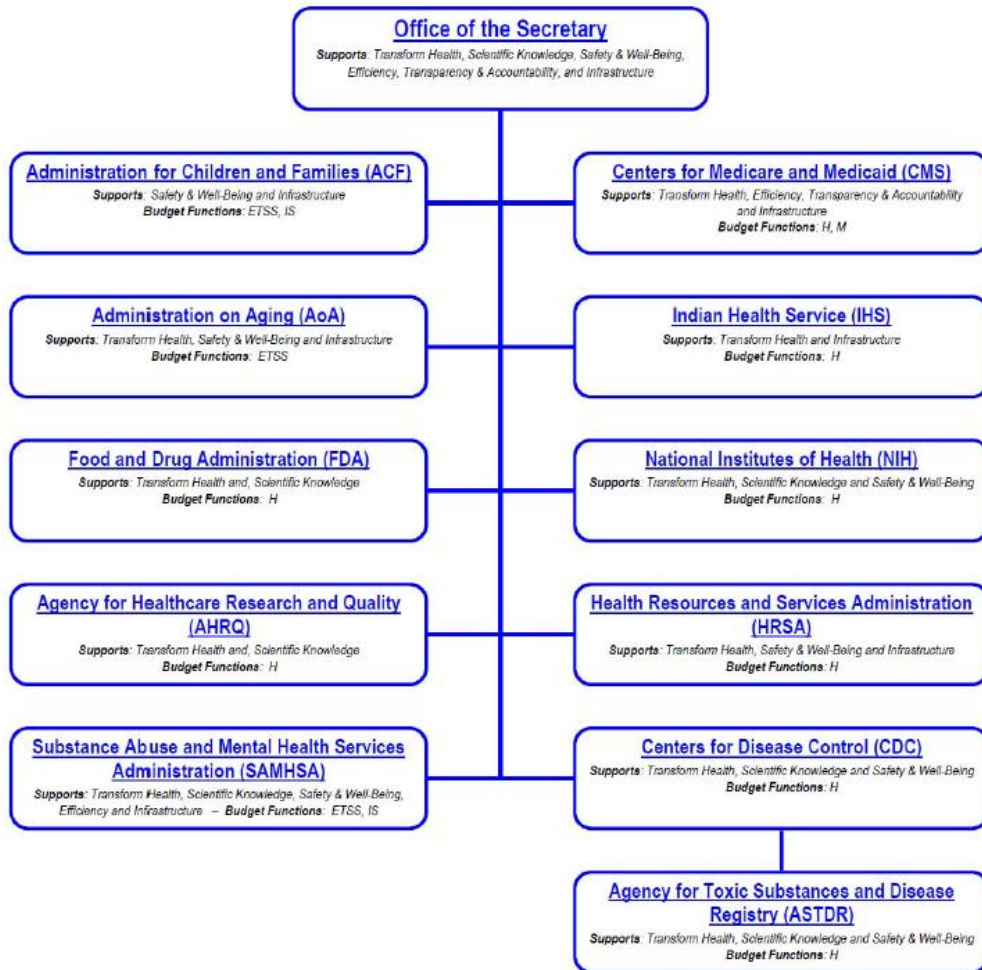 Office of the Secretary
Supports: Transform Health, Scientific Knowledge, Safety & Well-Being,
Efficiency, Transparency & Accountability, and Infrastructure
Administration for Children and Families (ACF)
Supports: Safety & Well-Being and Infrastructure
Budget Functions: ETSS, IS
Centers for Medicare and Medicaid (CMS)
Supports: Transform Health, Efficiency, Transparency & Accountability
and Infrastructure
Budget Functions: H, M
Administration on Aging (AoA)
Supports: Transform Health, Safety & Well-Being and Infrastructure
Budget Functions: ETSS
Indian Health Service (IHS)
Supports: Transform Health and Infrastructure
Budget Functions: H
Food and Drug Administration (FDA)
Supports: Transform Health and, Scientific Knowledge
Budget Functions: H
National Institutes of Health (NIH)
Supports: Transform Health, Scientific Knowledge and Safety & Well-Being
Budget Functions: H
Agency for Healthcare Research and Quality
(AHRQ)
Supports: Transform Health and, Scientific Knowledge
Budget Functions: H
Health Resources and Services Administration
(HRSA)
Supports: Transform Health, Safety & Well-Being and Infrastructure
Budget Functions: H
Substance Abuse and Mental Health Services
Administration (SAMHSA)
Supports: Transform Health, Scientific Knowledge, Safety & Well-Being,
Efficiency and Infrastructure – Budget Functions: ETSS, IS
Centers for Disease Control (CDC)
Supports: Transform Health, Scientific Knowledge and Safety & Well-Being
Budget Functions: H
Agency for Toxic Substances and Disease
Registry (ASTDR)
Supports: Transform Health, Scientific Knowledge and Safety & Well-Being
Budget Functions: H